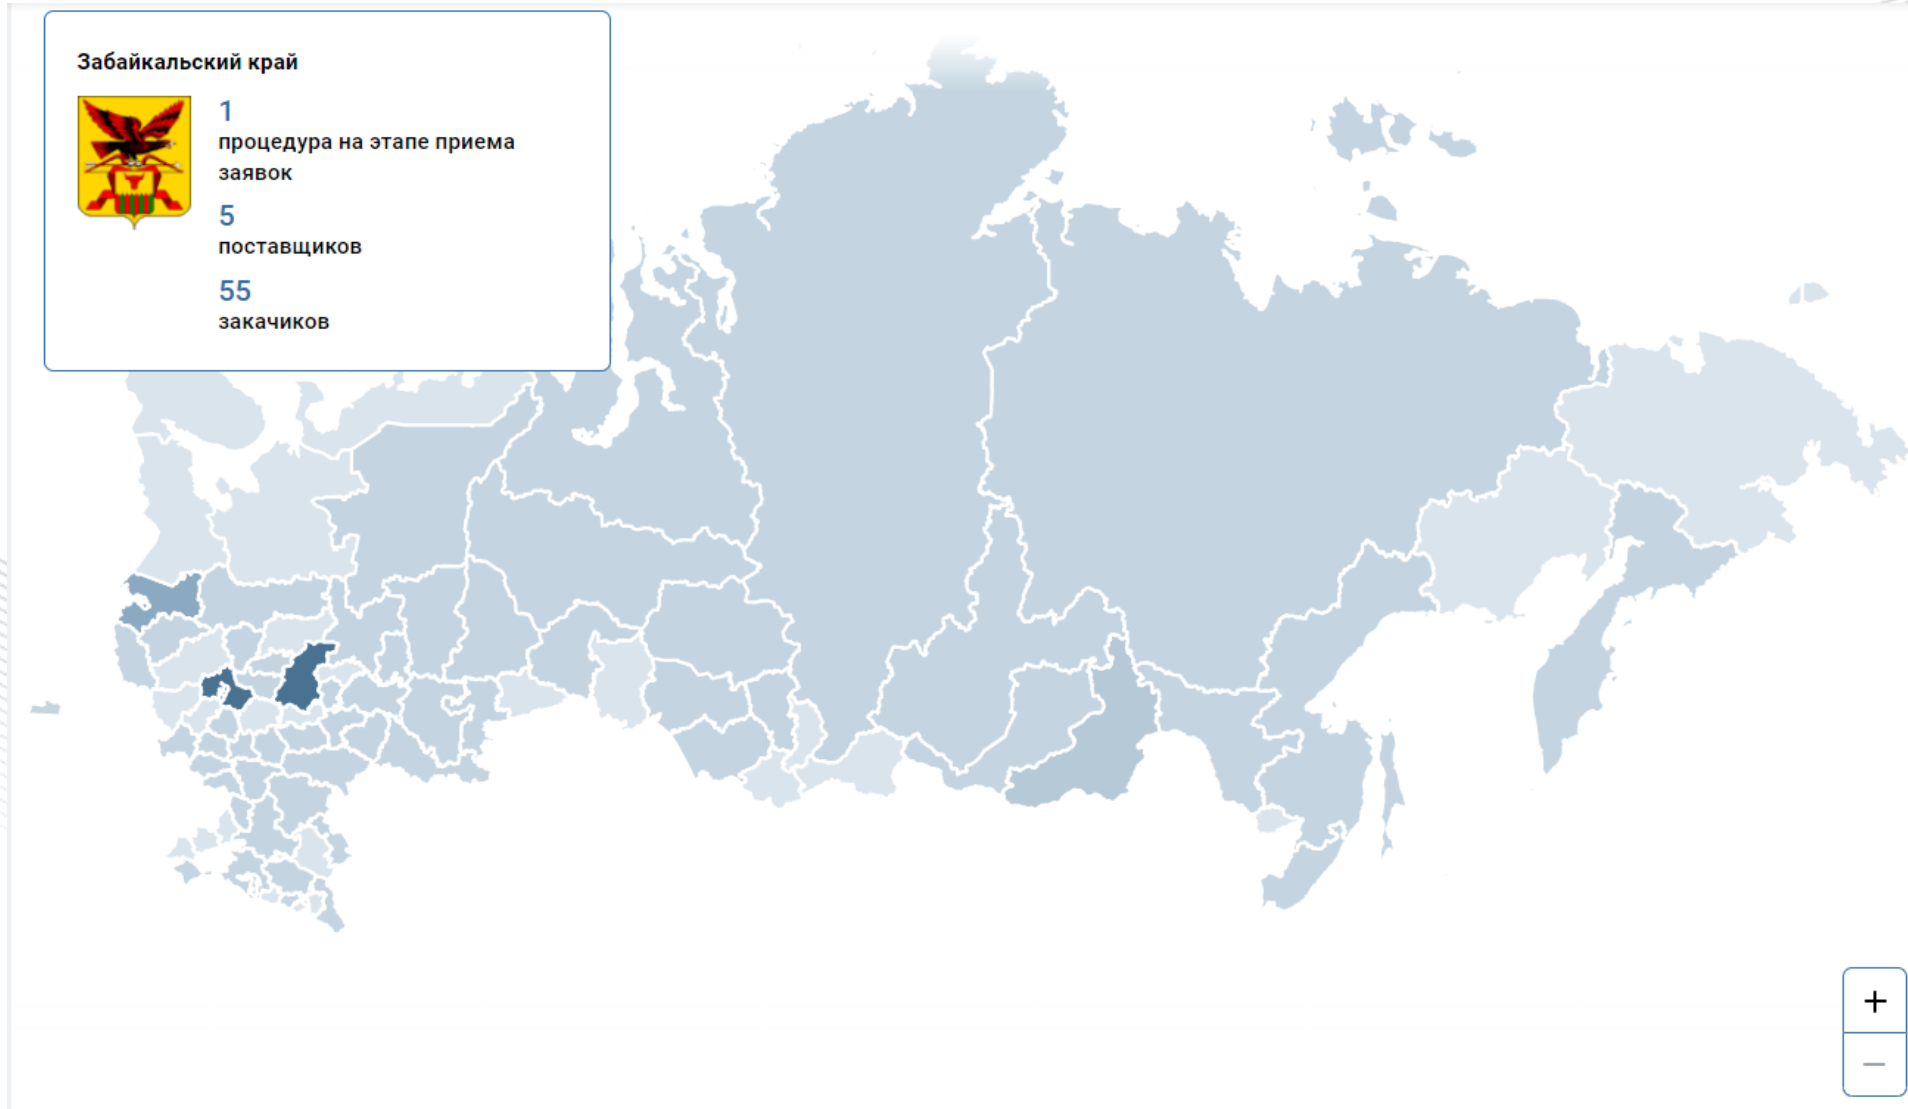 Забайкальский край
1
процедура на этапе приема
заявок
5
поставщиков
55
закачиков
+
−